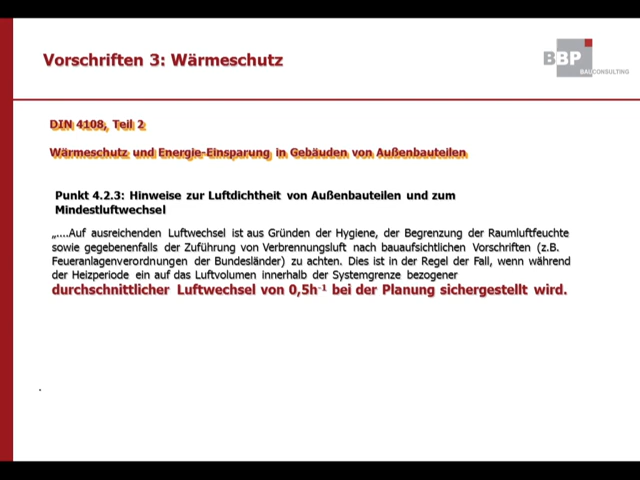 Vorschriften 3: Wärmeschutz
BBP
BAUCONSULTING
DIN 4108, Teil 2
Wärmeschutz und Energie-Einsparung in Gebäuden von Außenbauteilen
Punkt 4.2.3: Hinweise zur Luftdichtheit von Außenbauteilen und zum
Mindestluftwechsel
„....Auf ausreichenden Luftwechsel ist aus Gründen der Hygiene, der Begrenzung der Raumluftfeuchte
sowie gegebenenfalls der Zuführung von Verbrennungsluft nach bauaufsichtlichen Vorschriften (z.B.
Feueranlagenverordnungen der Bundesländer) zu achten. Dies ist in der Regel der Fall, wenn während
der Heizperiode ein auf das Luftvolumen innerhalb der Systemgrenze bezogener
durchschnittlicher Luftwechsel von 0,5h⁻¹ bei der Planung sichergestellt wird.
.